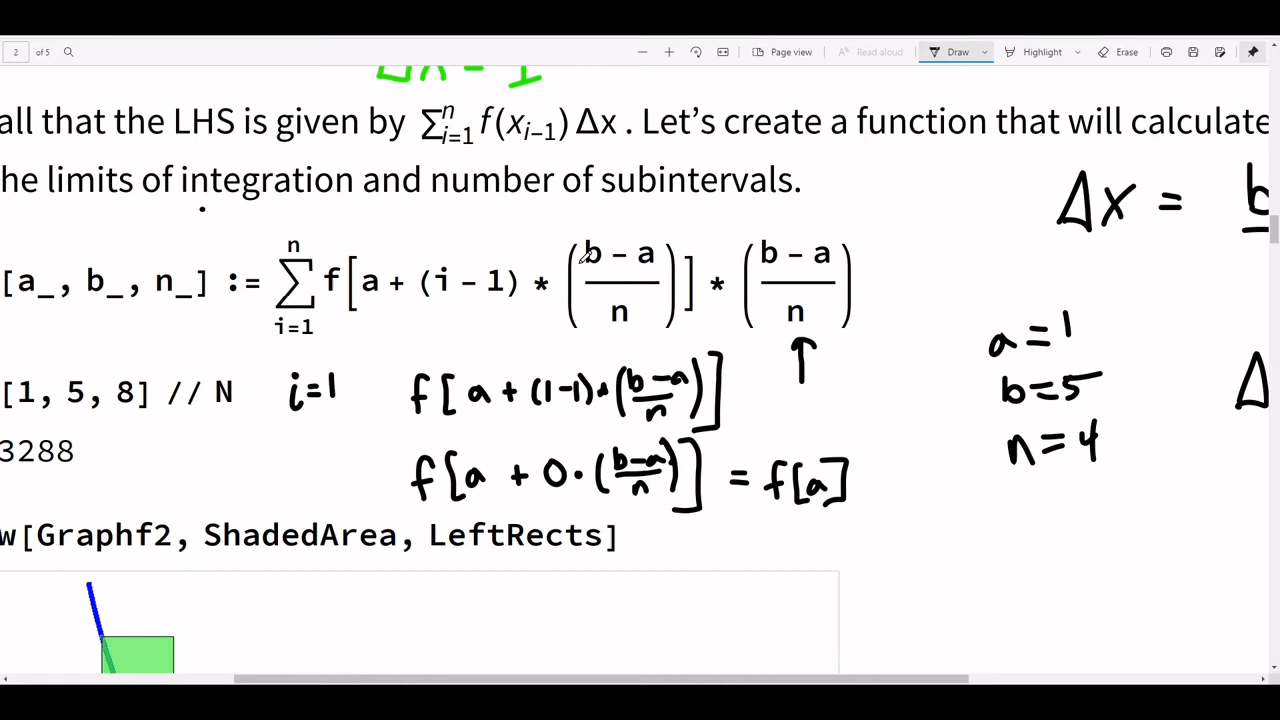 2 of 5 Page view Read aloud Draw Highlight Erase
Δx = 1
all that the LHS is given by ∑ⁿᵢ₌₁ f(xᵢ₋₁) Δx . Let's create a function that will calculate
he limits of integration and number of subintervals.
Δx = b
[a_, b_, n_] := ∑ⁿᵢ₌₁ f[a + (i - 1) * ((b - a)/n)] * ((b - a)/n)
a = 1
[1, 5, 8] // N i=1 f[a + (1-1) * ((b-a)/n)] b = 5 Δ
3288 n = 4
f[a + 0 · ((b-a)/n)] = f[a]
w[Graphf2, ShadedArea, LeftRects]